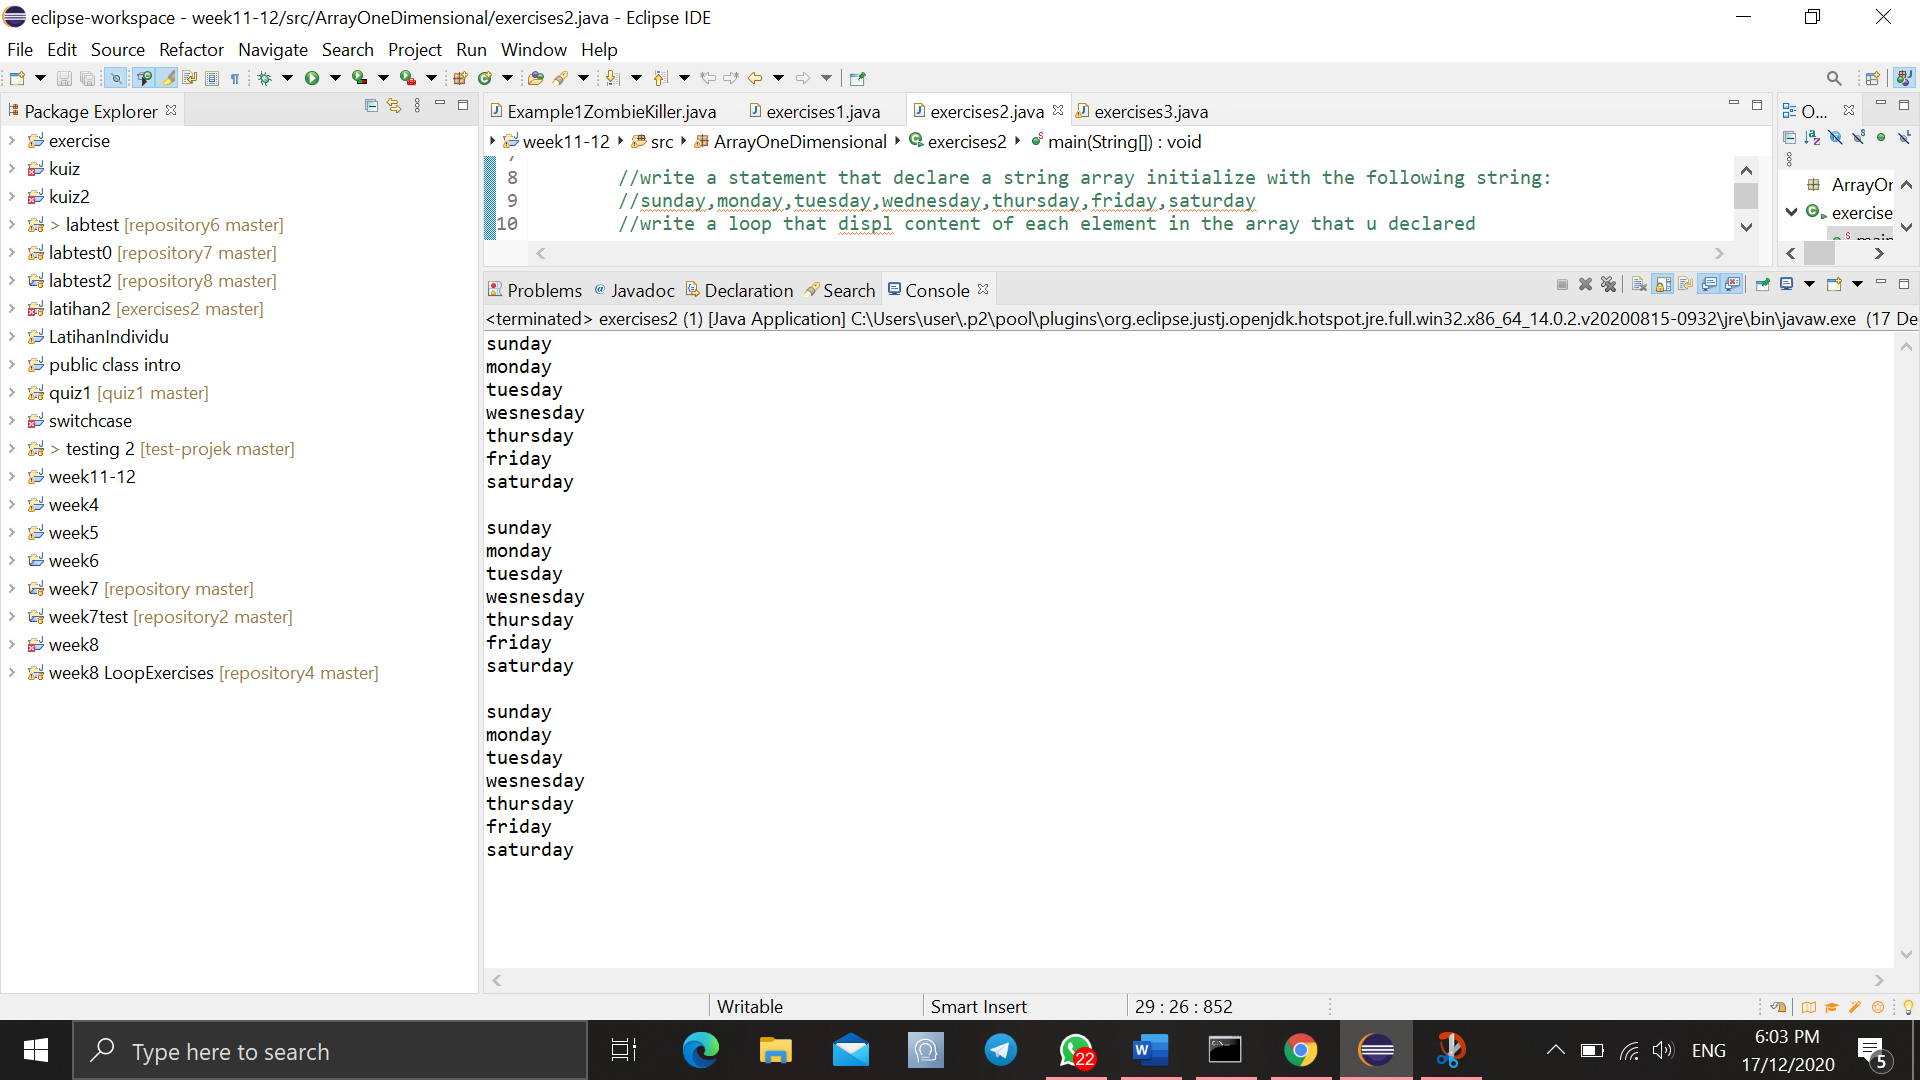 eclipse-workspace - week11-12/src/ArrayOneDimensional/exercises2.java - Eclipse IDE
File Edit Source Refactor Navigate Search Project Run Window Help
Package Explorer
exercise
kuiz
kuiz2
> labtest [repository6 master]
labtest0 [repository7 master]
labtest2 [repository8 master]
latihan2 [exercises2 master]
LatihanIndividu
public class intro
quiz1 [quiz1 master]
switchcase
> testing 2 [test-projek master]
week11-12
week4
week5
week6
week7 [repository master]
week7test [repository2 master]
week8
week8 LoopExercises [repository4 master]
Example1ZombieKiller.java exercises1.java exercises2.java exercises3.java
week11-12 src ArrayOneDimensional exercises2 main(String[]) : void
8 //write a statement that declare a string array initialize with the following string:
9 //sunday,monday,tuesday,wednesday,thursday,friday,saturday
10 //write a loop that displ content of each element in the array that u declared
O...
ArrayOr
exercise
Problems Javadoc Declaration Search Console
<terminated> exercises2 (1) [Java Application] C:\Users\user\.p2\pool\plugins\org.eclipse.justj.openjdk.hotspot.jre.full.win32.x86_64_14.0.2.v20200815-0932\jre\bin\javaw.exe (17 De
sunday
monday
tuesday
wesnesday
thursday
friday
saturday
sunday
monday
tuesday
wesnesday
thursday
friday
saturday
sunday
monday
tuesday
wesnesday
thursday
friday
saturday
Writable Smart Insert 29 : 26 : 852
Type here to search
22
ENG
6:03 PM
17/12/2020
5